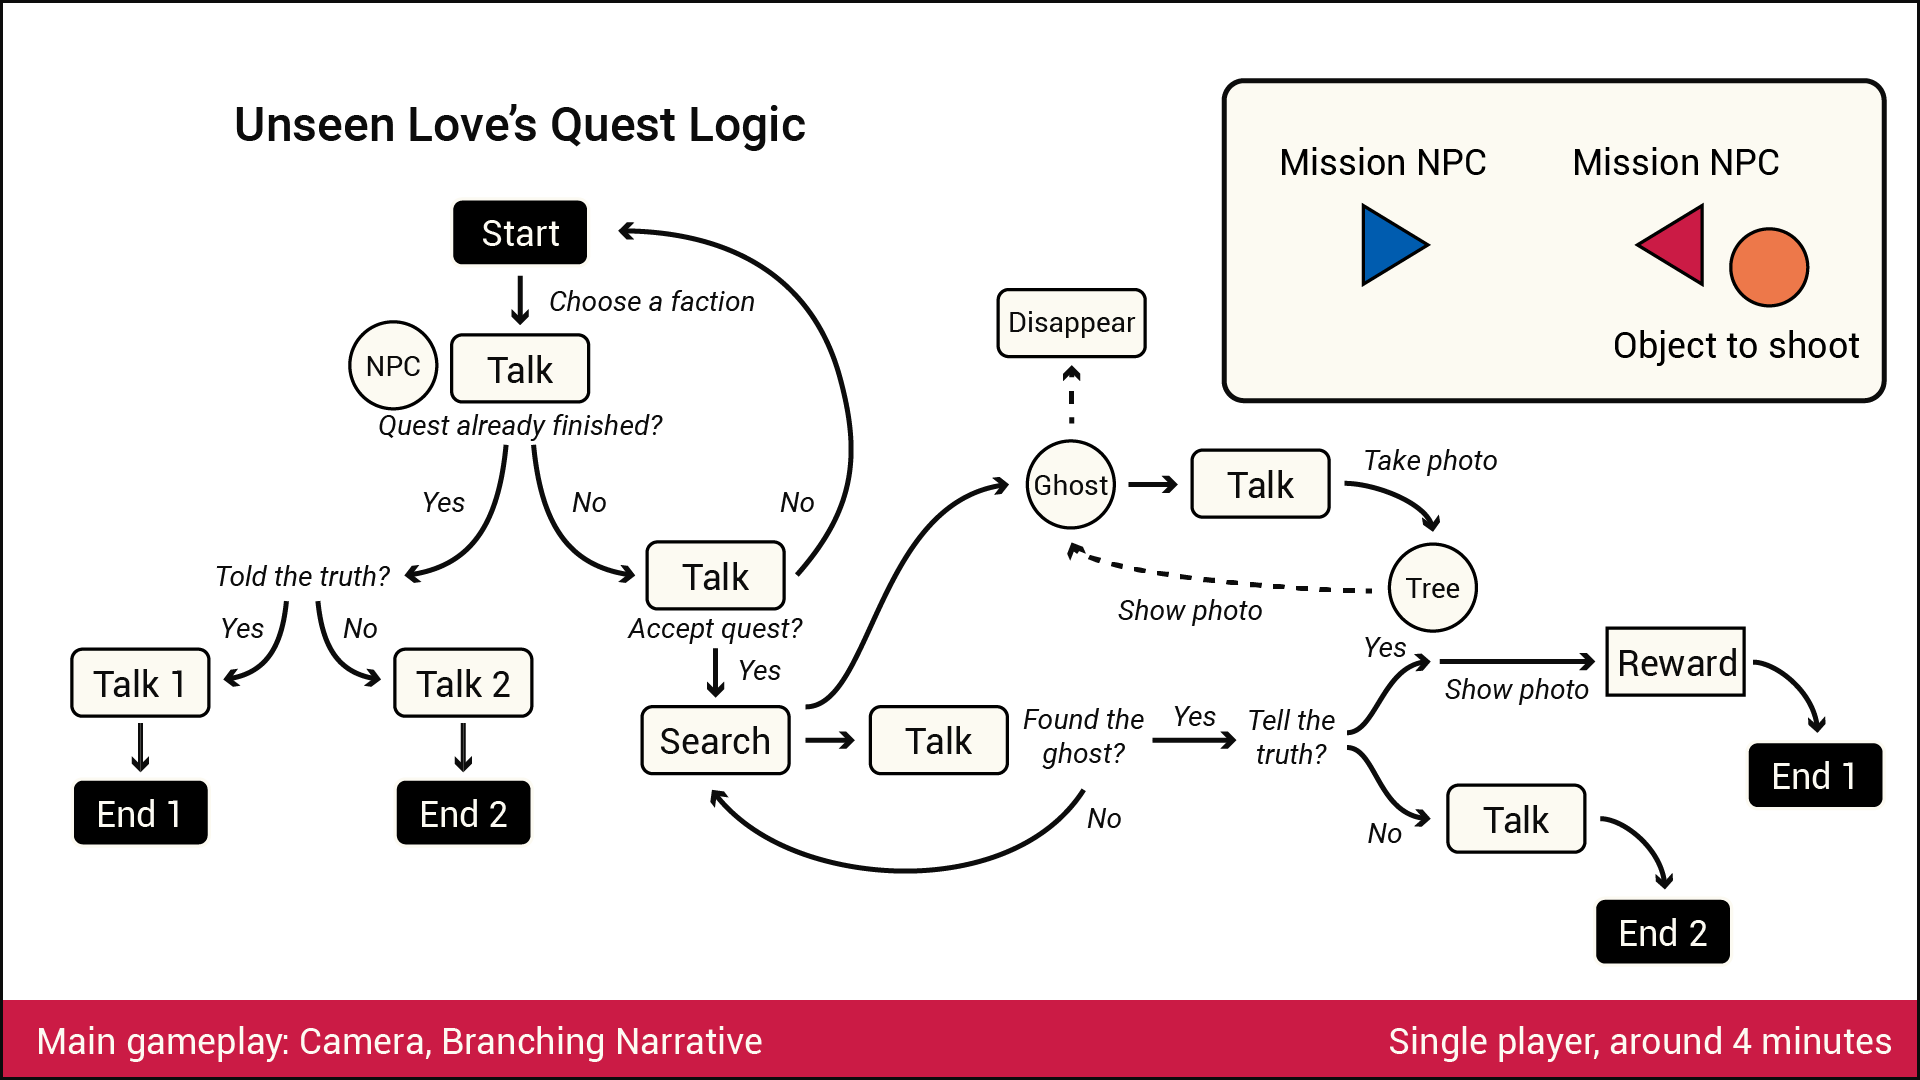 Unseen Love’s Quest Logic
Mission NPC
Mission NPC
Object to shoot
Start
Choose a faction
NPC
Talk
Quest already finished?
Yes
No
No
Told the truth?
Yes
No
Talk 1
Talk 2
End 1
End 2
Talk
Accept quest?
Yes
Search
Disappear
Ghost
Talk
Take photo
Tree
Show photo
Talk
Found the
ghost?
Yes
No
Tell the
truth?
Yes
Show photo
Reward
End 1
No
Talk
End 2
Main gameplay: Camera, Branching Narrative
Single player, around 4 minutes